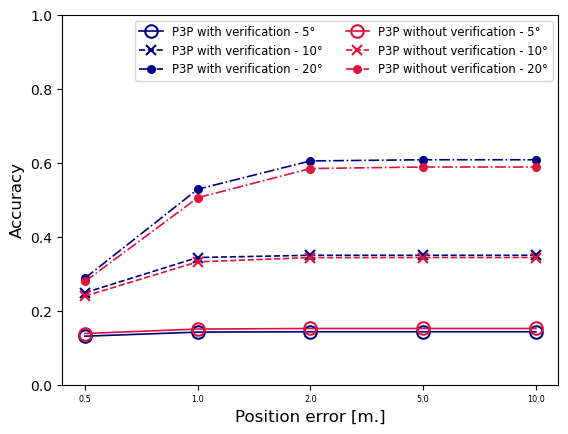 P3P with verification - 5°
P3P with verification - 10°
P3P with verification - 20°
P3P without verification - 5°
P3P without verification - 10°
P3P without verification - 20°
1.0
0.8
0.6
0.4
0.2
0.0
Accuracy
0.5 1.0 2.0 5.0 10.0
Position error [m.]